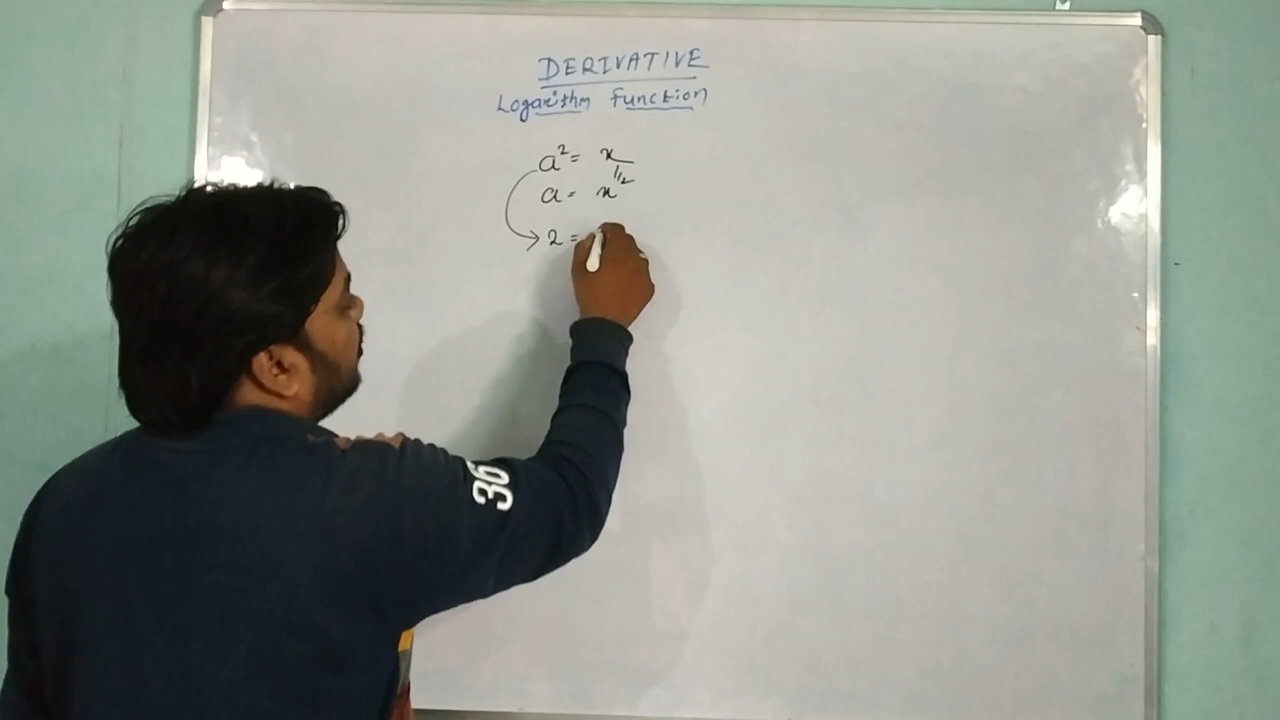 DERIVATIVE
Logarithm Function
a² = x
a = x^1/2
2 =
36